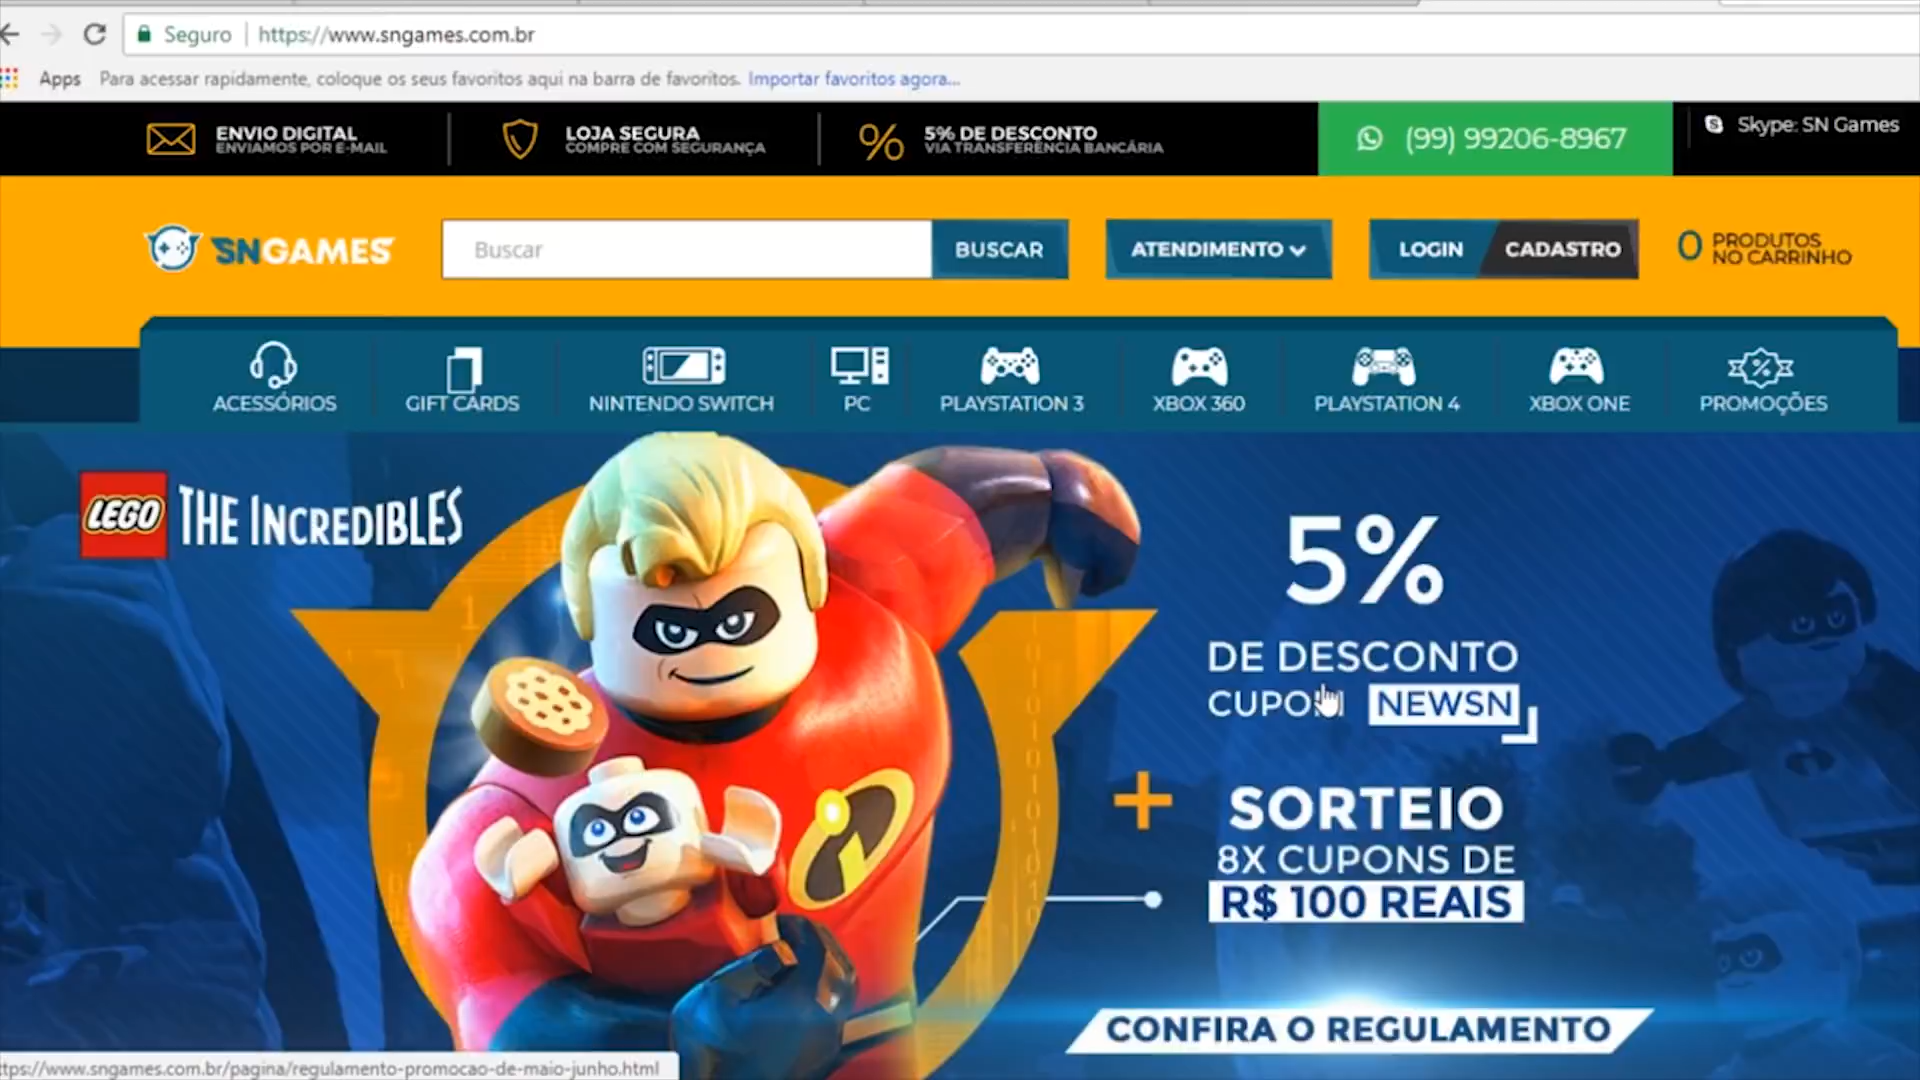 Seguro
https://www.sngames.com.br
Apps
Para acessar rapidamente, coloque os seus favoritos aqui na barra de favoritos. Importar favoritos agora...
ENVIO DIGITAL
ENVIAMOS POR E-MAIL
LOJA SEGURA
COMPRE COM SEGURANÇA
5% DE DESCONTO
VIA TRANSFERÊNCIA BANCÁRIA
(99) 99206-8967
Skype: SN Games
SNGAMES
Buscar
BUSCAR
ATENDIMENTO
LOGIN
CADASTRO
0 PRODUTOS
NO CARRINHO
ACESSÓRIOS
GIFT CARDS
NINTENDO SWITCH
PC
PLAYSTATION 3
XBOX 360
PLAYSTATION 4
XBOX ONE
PROMOÇÕES
LEGO THE INCREDIBLES
5%
DE DESCONTO
CUPOM NEWSN
+ SORTEIO
8X CUPONS DE
R$ 100 REAIS
CONFIRA O REGULAMENTO
ttps://www.sngames.com.br/pagina/regulamento-promocao-de-maio-junho.html